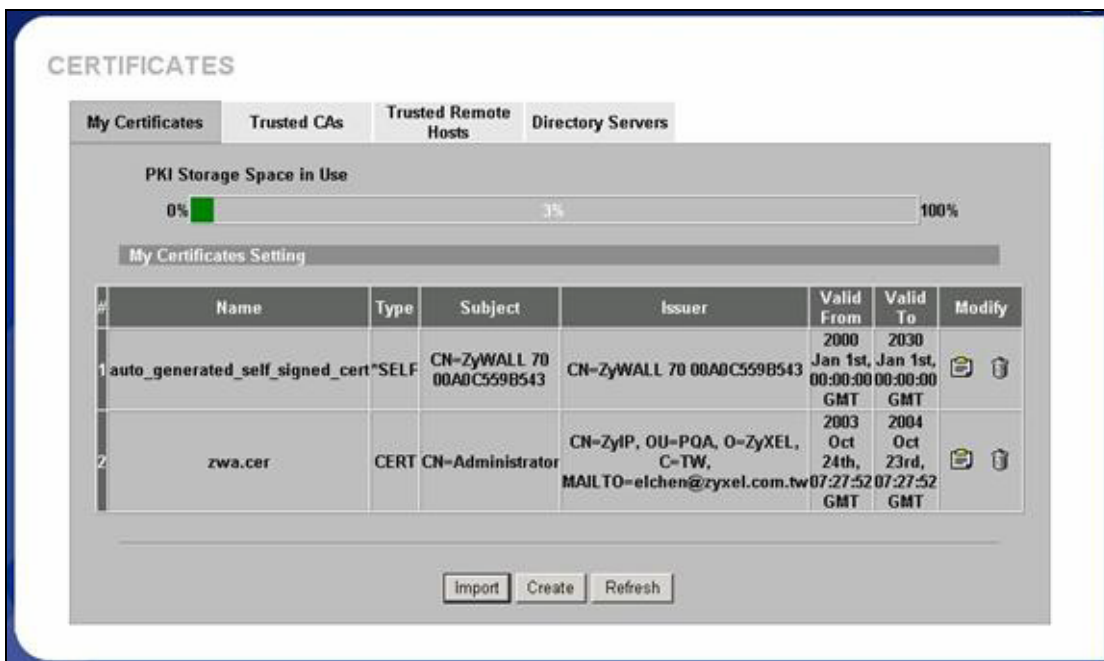 CERTIFICATES
My Certificates
Trusted CAs
Trusted Remote
Hosts
Directory Servers
PKI Storage Space in Use
0%
3%
100%
My Certificates Setting
#
Name
Type
Subject
Issuer
Valid
From
Valid
To
Modify
1
auto_generated_self_signed_cert
*SELF
CN=ZyWALL 70
00A0C559B543
CN=ZyWALL 70 00A0C559B543
2000
Jan 1st,
00:00:00
GMT
2030
Jan 1st,
00:00:00
GMT
2
zwa.cer
CERT
CN=Administrator
CN=ZyIP, OU=PQA, O=ZyXEL,
C=TW,
MAILTO=elchen@zyxel.com.tw
2003
Oct
24th,
07:27:52
GMT
2004
Oct
23rd,
07:27:52
GMT
Import
Create
Refresh